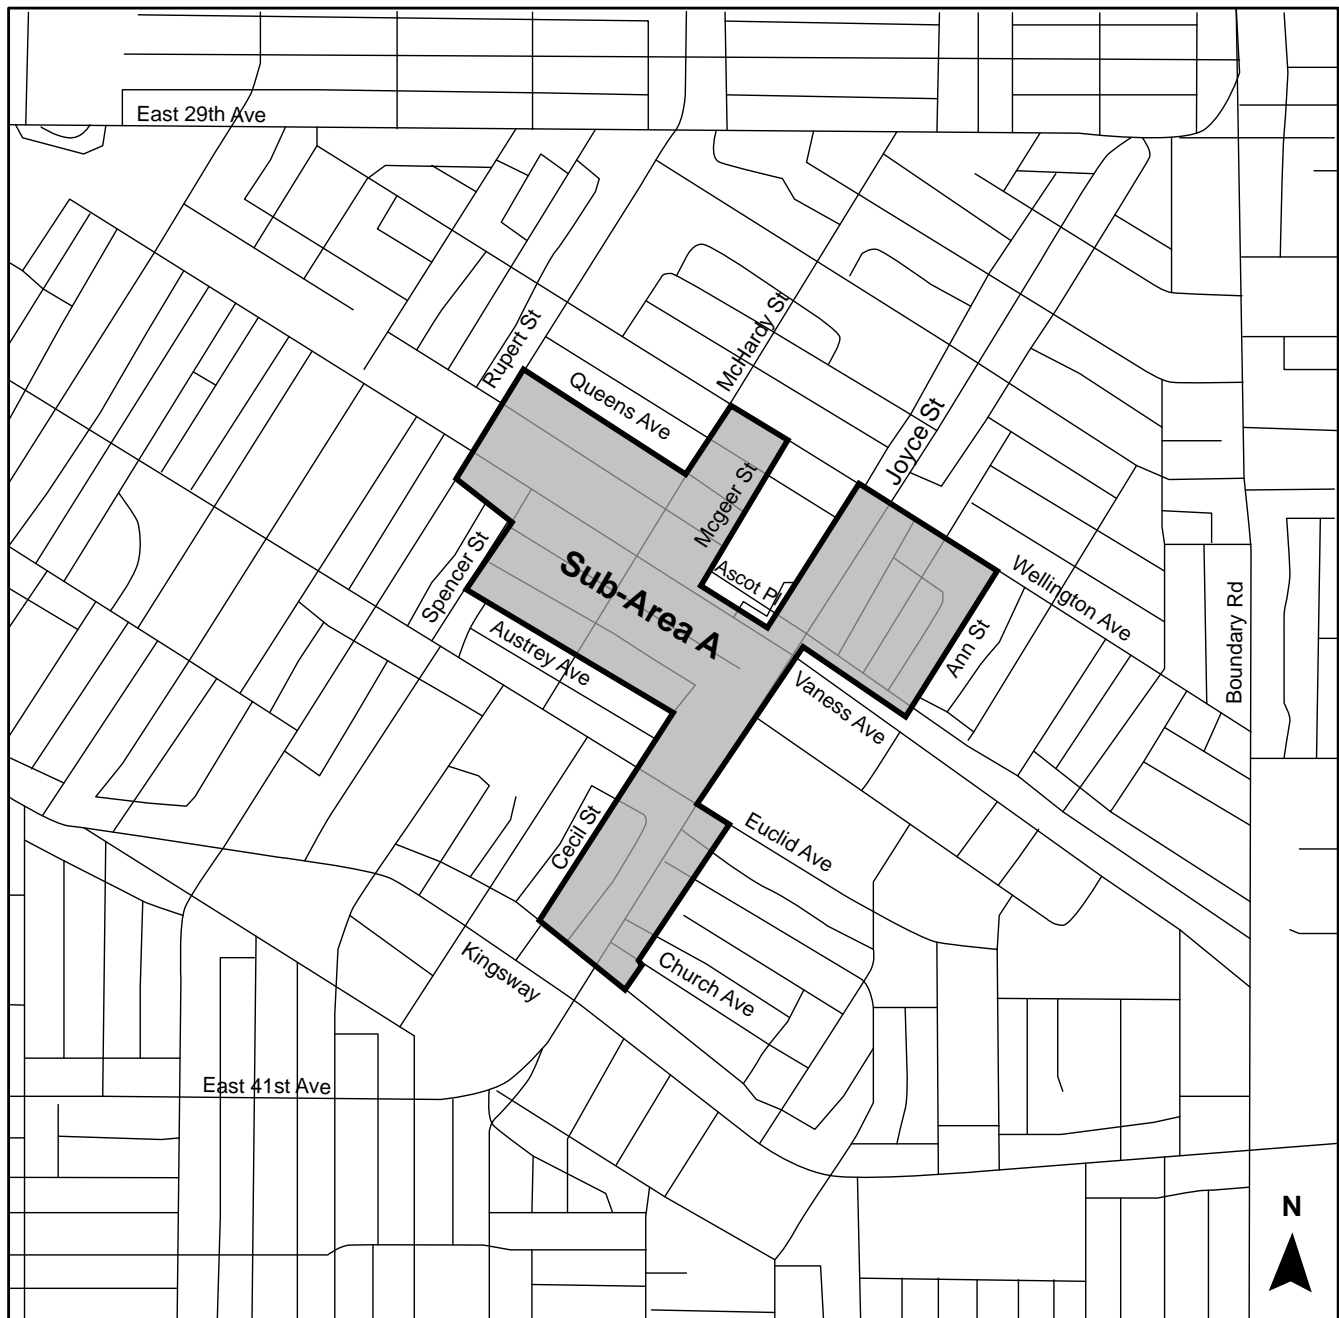 East 29th Ave
McHardy St
Rupert St
Queens Ave
Joyce St
Mcgeer St
Spencer St
Sub-Area A
Ascot Pl
Wellington Ave
Boundary Rd
Ann St
Austrey Ave
Vaness Ave
Cecil St
Euclid Ave
Kingsway
Church Ave
East 41st Ave
N